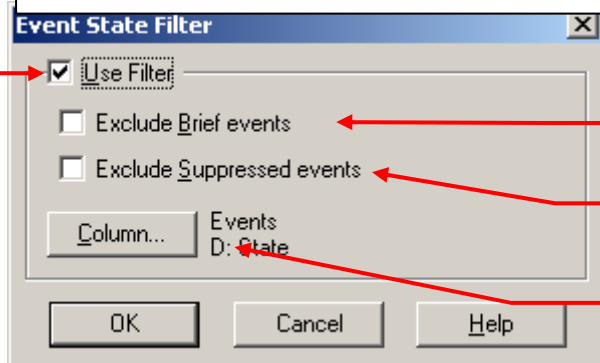 Event State Filter
Use Filter
Exclude Brief events
Exclude Suppressed events
Column...
Events
D: State
OK
Cancel
Help